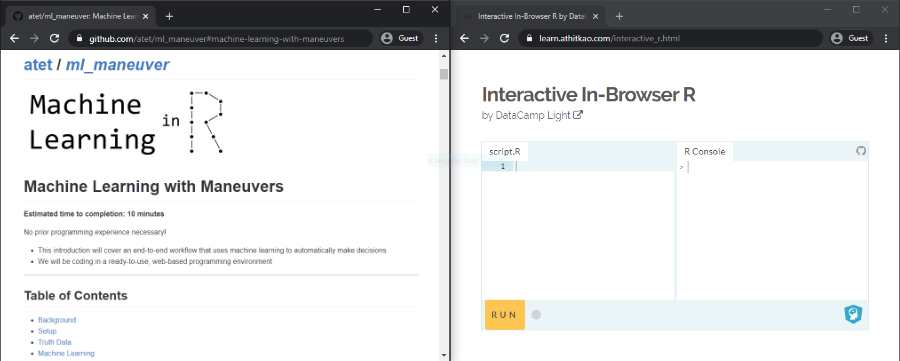 atet/ml_maneuver: Machine Lear
Guest
github.com/atet/ml_maneuver#machine-learning-with-maneuvers
atet / ml_maneuver
Machine
Learning in R
Machine Learning with Maneuvers
Estimated time to completion: 10 minutes
No prior programming experience necessary!
This introduction will cover an end-to-end workflow that uses machine learning to automatically make decisions
We will be coding in a ready-to-use, web-based programming environment
Table of Contents
Background
Setup
Truth Data
Machine Learning
Interactive In-Browser R by Data
learn.athitkao.com/interactive_r.html
Guest
Interactive In-Browser R
by DataCamp Light
script.R
R Console
1
>
RUN